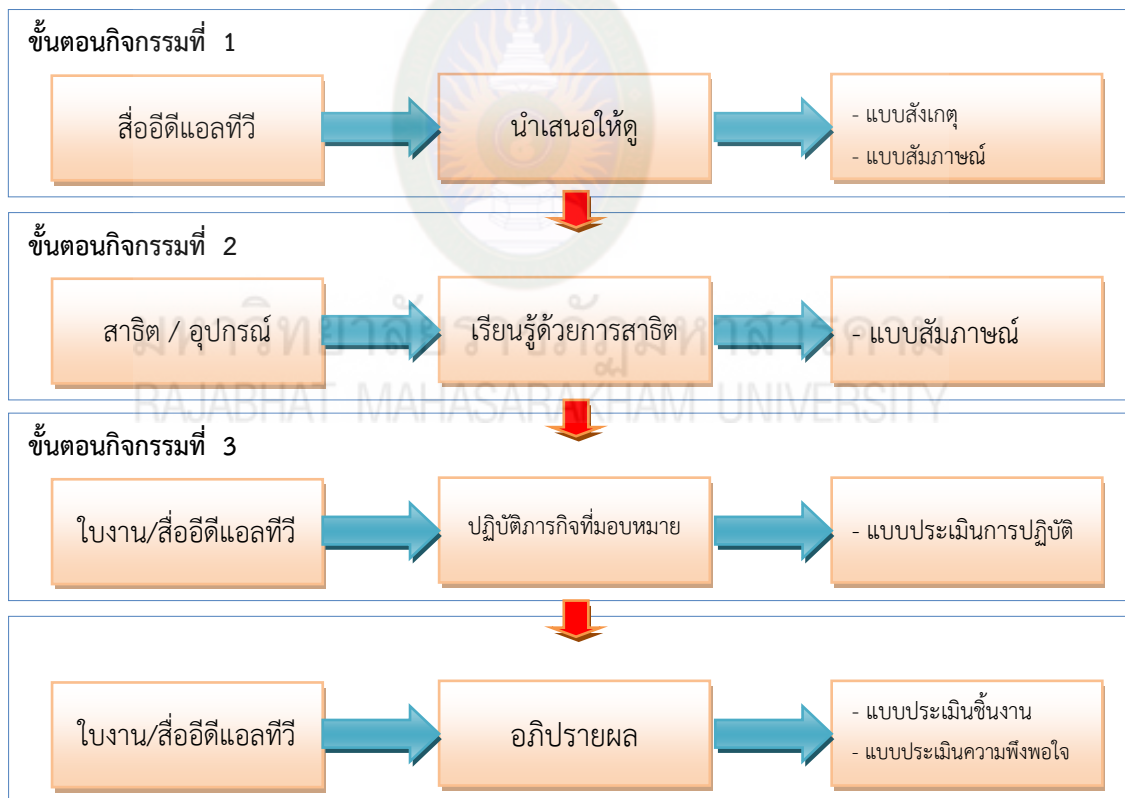 ขั้นตอนกิจกรรมที่ 1
สื่ออีดีแอลทีวี
นำเสนอให้ดู
- แบบสังเกตุ
- แบบสัมภาษณ์
ขั้นตอนกิจกรรมที่ 2
สาธิต / อุปกรณ์
เรียนรู้ด้วยการสาธิต
- แบบสัมภาษณ์
มหาวิทยาลัยราชภัฏมหาสารคาม
RAJABHAT MAHASARAKHAM UNIVERSITY
ขั้นตอนกิจกรรมที่ 3
ใบงาน/สื่ออีดีแอลทีวี
ปฏิบัติภารกิจที่มอบหมาย
- แบบประเมินการปฏิบัติ
ใบงาน/สื่ออีดีแอลทีวี
อภิปรายผล
- แบบประเมินชิ้นงาน
- แบบประเมินความพึงพอใจ